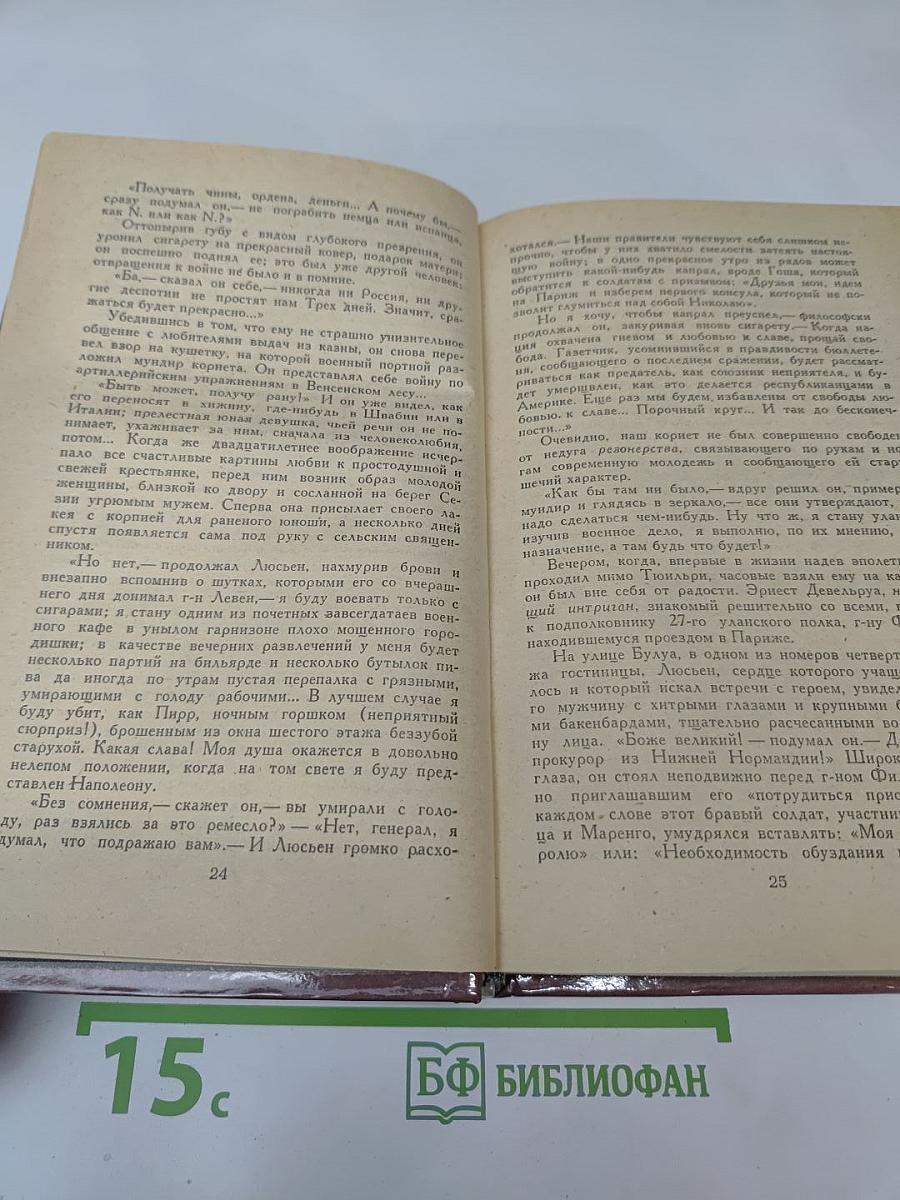 «Получать чины, ордена, деньги... А почему бы,—
сразу подумал он,— не пограбить немца или испанца,
как N. или как N.?»
Оттопырив губу с видом глубокого презрения, он
уронил сигарету на прекрасный ковер, подарок матери;
он поспешно поднял ее; это был уже другой человек:
отвращения к войне не было и в помине.
«Ба,— сказал он себе,— никогда ни Россия, ни дру-
гие деспотии не простят нам Трех дней. Значит, сра-
жаться будет прекрасно...»
Убедившись в том, что ему не страшно унизительное
общение с любителями выдач из казны, он снова пере-
вел взор на кушетку, на которой военный портной раз-
ложил мундир корнета. Он представлял себе войну по
артиллерийским упражнениям в Венсенском лесу...
«Быть может, получу рану!» И он уже видел, как
его переносят в хижину, где-нибудь в Швабии или в
Италии; прелестная юная девушка, чьей речи он не по-
нимает, ухаживает за ним, сначала из человеколюбия,
потом... Когда же двадцатилетнее воображение исчер-
пало все счастливые картины любви к простодушной и
свежей крестьянке, перед ним возник образ молодой
женщины, близкой ко двору и сосланной на берег Се-
зии угрюмым мужем. Сперва она присылает своего ла-
кея с корпией для раненого юноши, а несколько дней
спустя появляется сама под руку с сельским священ-
ником.
«Но нет,— продолжал Люсьен, нахмурив брови и
внезапно вспомнив о шутках, которыми его со вчераш-
него дня донимал г-н Левен,— я буду воевать только с
сигарами; я стану одним из почетных завсегдатаев воен-
ного кафе в унылом гарнизоне плохо мощенного горо-
дишки; в качестве вечерних развлечений у меня будет
несколько партий на бильярде и несколько бутылок пи-
ва да иногда по утрам пустая перепалка с грязными,
умирающими с голоду рабочими... В лучшем случае я
буду убит, как Пирр, ночным горшком (неприятный
сюрприз!), брошенным из окна шестого этажа беззубой
старухой. Какая слава! Моя душа окажется в довольно
нелепом положении, когда на том свете я буду пред-
ставлен Наполеону.
«Без сомнения,— скажет он,— вы умирали с голо-
ду, раз взялись за это ремесло?» — «Нет, генерал, я
думал, что подражаю вам».— И Люсьен громко расхо-
24
хотался.— Наши правители чувствуют себя слишком не-
прочно, чтобы у них хватило смелости затеять настоя-
щую войну; в одно прекрасное утро из рядов может
выступить какой-нибудь капрал, вроде Гоша, который
обратится к солдатам с призывом: «Друзья мои, идем
на Париж и изберем первого консула, который не по-
зволит глумиться над собой Николаю».
Но я хочу, чтобы капрал преуспел,— философски
продолжал он, закуривая вновь сигарету.— Когда на-
ция охвачена гневом и любовью к славе, прощай сво-
бода. Газетчик, усомнившийся в правдивости бюллете-
ня, сообщающего о последнем сражении, будет рассмат-
риваться как предатель, как союзник неприятеля, и бу-
дет умерщвлен, как это делается республиканцами в
Америке. Еще раз мы будем избавлены от свободы лю-
бовью к славе... Порочный круг... И так до бесконеч-
ности...»
Очевидно, наш корнет не был совершенно свободен
от недуга резонерства, связывающего по рукам и но-
гам современную молодежь и сообщающего ей стару-
шечий характер.
«Как бы там ни было,— вдруг решил он, пример
мундир и глядясь в зеркало,— все они утверждают,
надо сделаться чем-нибудь. Ну что ж, я стану улан
изучив военное дело, я выполню, по их мнению,
назначение, а там будь что будет!»
Вечером, когда, впервые в жизни надев эполеты
проходил мимо Тюильри, часовые взяли ему на ка
он был вне себя от радости. Эрнест Девельруа, н
щий интриган, знакомый решительно со всеми,
к подполковнику 27-го уланского полка, г-ну Ф
находившемуся проездом в Париже.
На улице Булуа, в одном из номеров четверт
жа гостиницы, Люсьен, сердце которого учаще
лось и который искал встречи с героем, увидел
го мужчину с хитрыми глазами и крупными б
ми бакенбардами, тщательно расчесанными во
ну лица. «Боже великий! — подумал он.— Д
прокурор из Нижней Нормандии!» Широк
глаза, он стоял неподвижно перед г-ном Фил
но приглашавшим его «потрудиться прис
каждом слове этот бравый солдат, участни
ца и Маренго, умудрялся вставлять: «Моя
ролю» или: «Необходимость обуздания
25
15 с
БФ БИБЛИОФАН